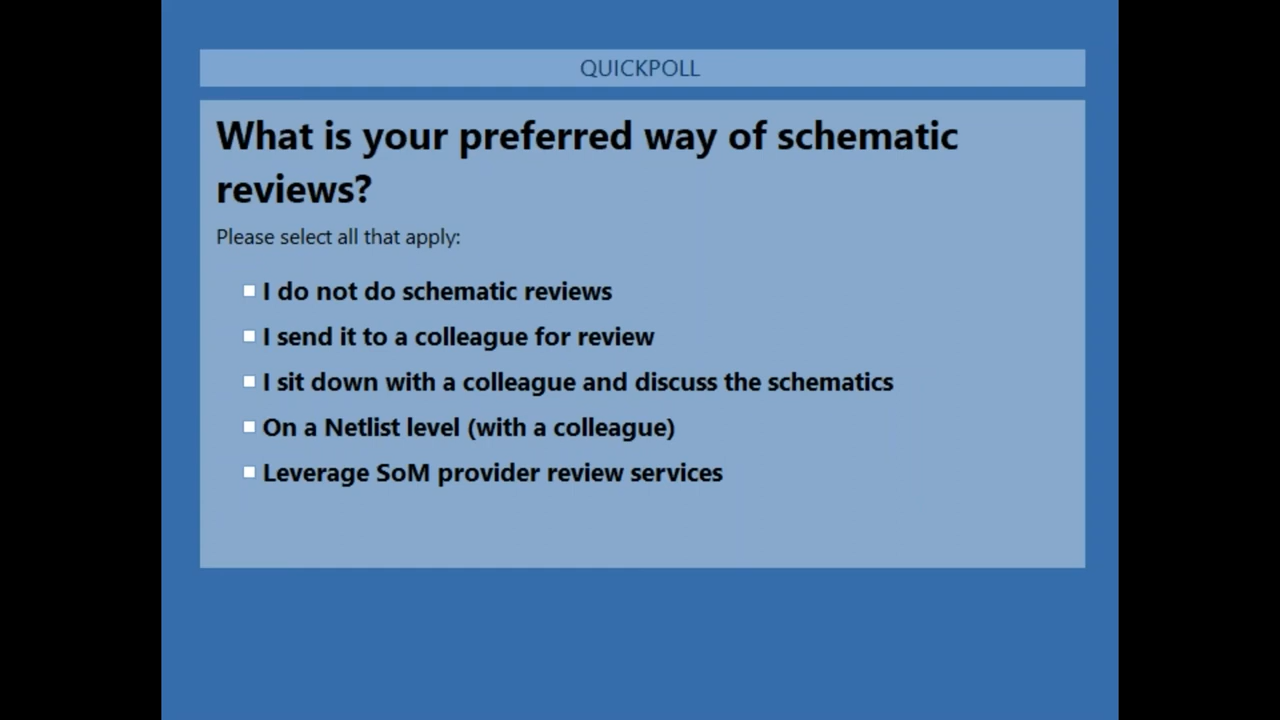 QUICKPOLL
What is your preferred way of schematic
reviews?
Please select all that apply:
I do not do schematic reviews
I send it to a colleague for review
I sit down with a colleague and discuss the schematics
On a Netlist level (with a colleague)
Leverage SoM provider review services